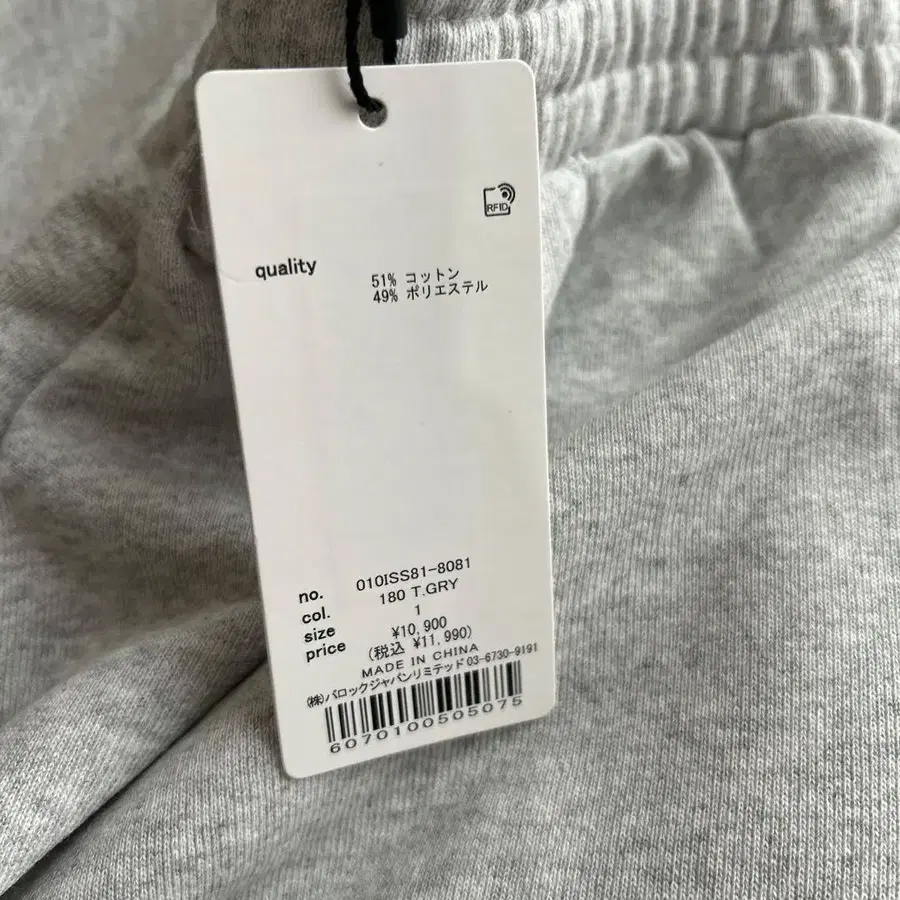 RFID
quality
51% コットン
49% ポリエステル
no. 010ISS81-8081
col. 180 T.GRY
size 1
price ¥10,900
(税込 ¥11,990)
MADE IN CHINA
(株)バロックジャパンリミテッド 03-6730-9191
6070100505075